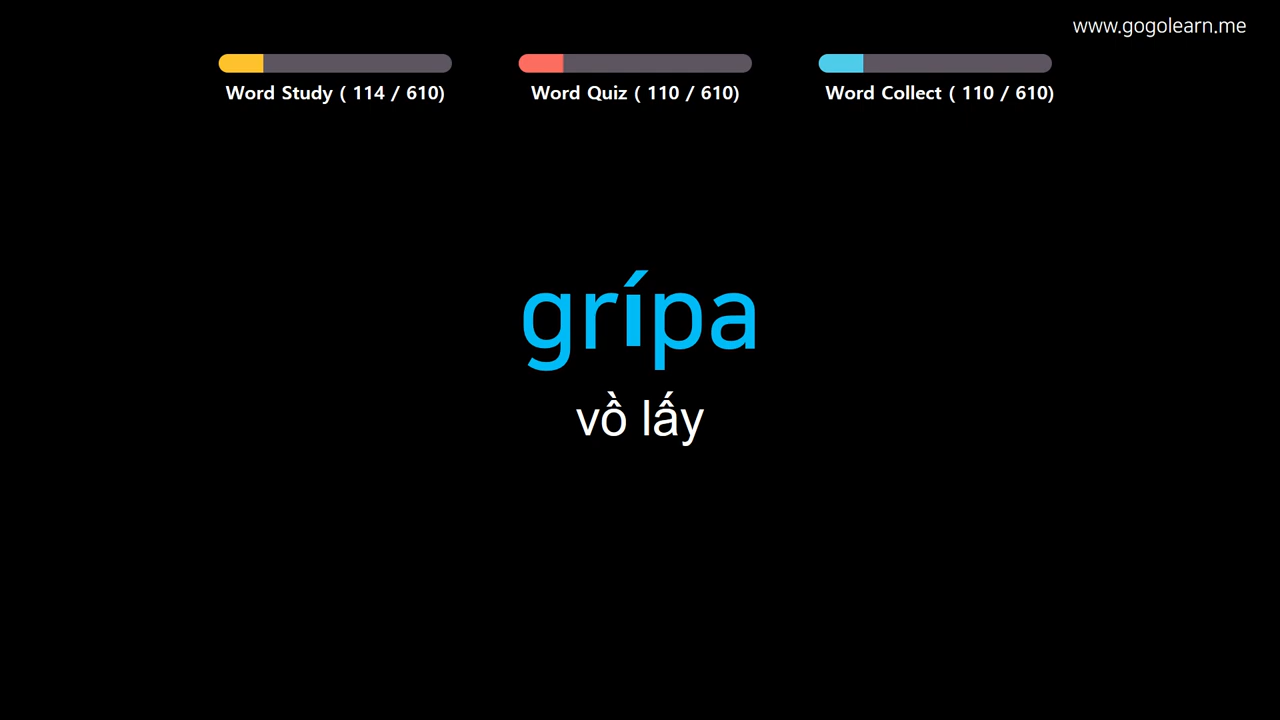 www.gogolearn.me
Word Study ( 114 / 610)
Word Quiz ( 110 / 610)
Word Collect ( 110 / 610)
grípa
vồ lấy